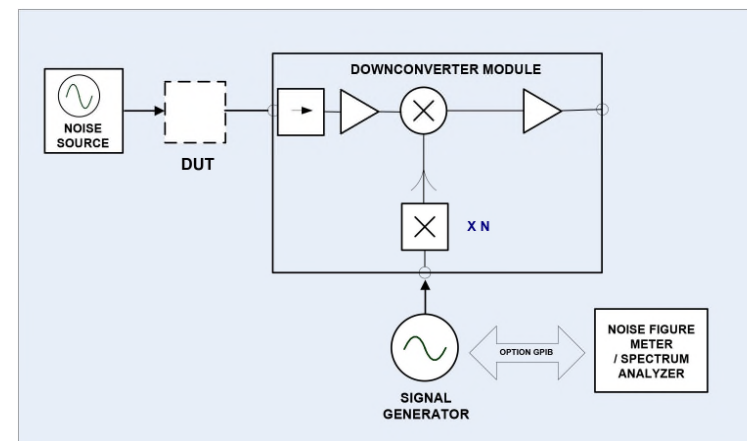 DOWNCONVERTER MODULE
NOISE
SOURCE
DUT
X N
OPTION GPIB
NOISE FIGURE
METER
/ SPECTRUM
ANALYZER
SIGNAL
GENERATOR